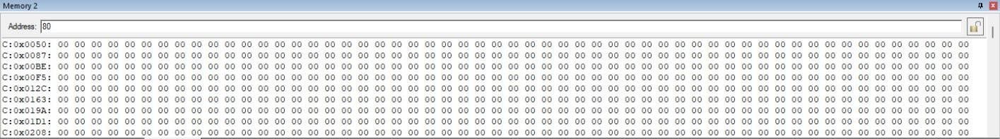 Memory 2
Address: 80
C:0x0050: 00 00 00 00 00 00 00 00 00 00 00 00 00 00 00 00 00 00 00 00 00 00 00 00 00 00 00 00 00 00 00 00 00 00 00 00 00 00 00 00 00 00 00 00 00 00 00 00 00 00 00 00 00 00 00
C:0x0087: 00 00 00 00 00 00 00 00 00 00 00 00 00 00 00 00 00 00 00 00 00 00 00 00 00 00 00 00 00 00 00 00 00 00 00 00 00 00 00 00 00 00 00 00 00 00 00 00 00 00 00 00 00 00 00
C:0x00BE: 00 00 00 00 00 00 00 00 00 00 00 00 00 00 00 00 00 00 00 00 00 00 00 00 00 00 00 00 00 00 00 00 00 00 00 00 00 00 00 00 00 00 00 00 00 00 00 00 00 00 00 00 00 00 00
C:0x00F5: 00 00 00 00 00 00 00 00 00 00 00 00 00 00 00 00 00 00 00 00 00 00 00 00 00 00 00 00 00 00 00 00 00 00 00 00 00 00 00 00 00 00 00 00 00 00 00 00 00 00 00 00 00 00 00
C:0x012C: 00 00 00 00 00 00 00 00 00 00 00 00 00 00 00 00 00 00 00 00 00 00 00 00 00 00 00 00 00 00 00 00 00 00 00 00 00 00 00 00 00 00 00 00 00 00 00 00 00 00 00 00 00 00 00
C:0x0163: 00 00 00 00 00 00 00 00 00 00 00 00 00 00 00 00 00 00 00 00 00 00 00 00 00 00 00 00 00 00 00 00 00 00 00 00 00 00 00 00 00 00 00 00 00 00 00 00 00 00 00 00 00 00 00
C:0x019A: 00 00 00 00 00 00 00 00 00 00 00 00 00 00 00 00 00 00 00 00 00 00 00 00 00 00 00 00 00 00 00 00 00 00 00 00 00 00 00 00 00 00 00 00 00 00 00 00 00 00 00 00 00 00 00
C:0x01D1: 00 00 00 00 00 00 00 00 00 00 00 00 00 00 00 00 00 00 00 00 00 00 00 00 00 00 00 00 00 00 00 00 00 00 00 00 00 00 00 00 00 00 00 00 00 00 00 00 00 00 00 00 00 00 00
C:0x0208: 00 00 00 00 00 00 00 00 00 00 00 00 00 00 00 00 00 00 00 00 00 00 00 00 00 00 00 00 00 00 00 00 00 00 00 00 00 00 00 00 00 00 00 00 00 00 00 00 00 00 00 00 00 00 00